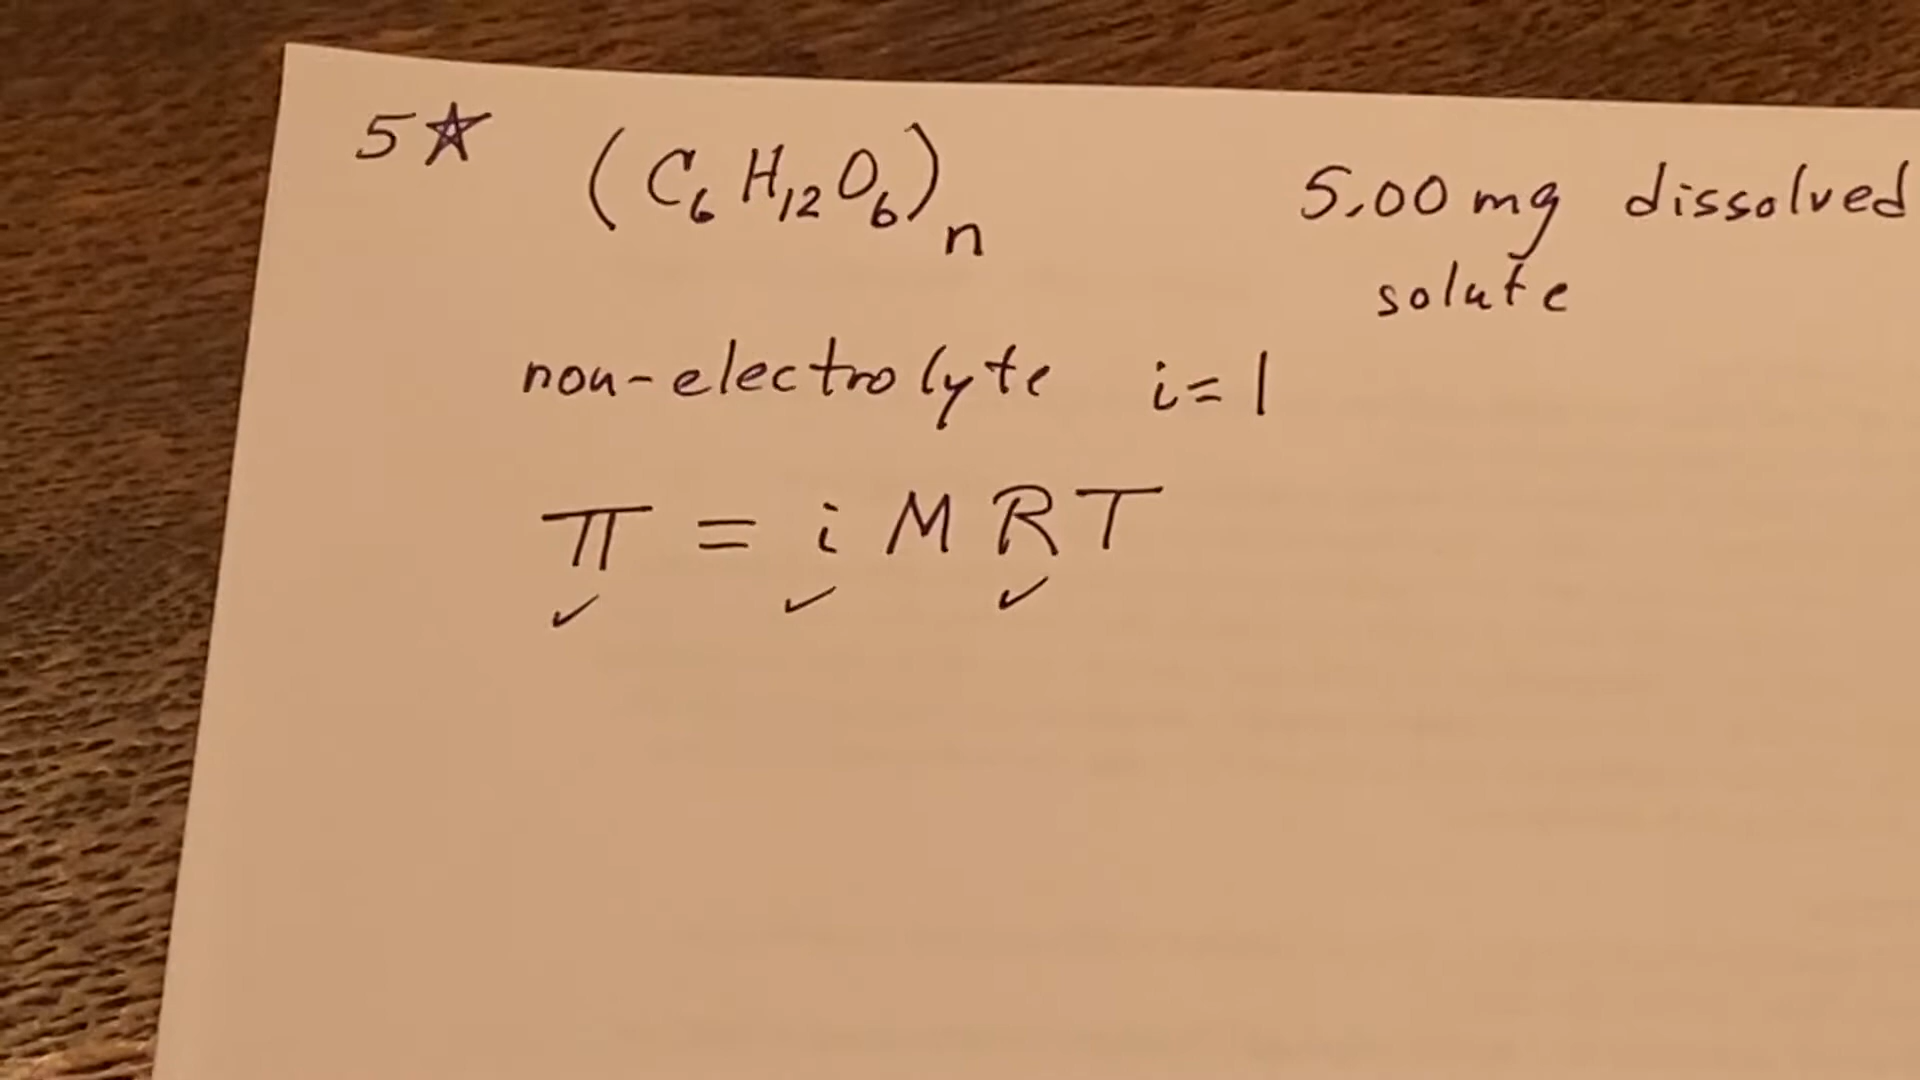 5☆ (C₆H₁₂O₆)ₙ 5.00 mg dissolved
solute
non-electrolyte i=1
π = i M R T
✓ ✓ ✓